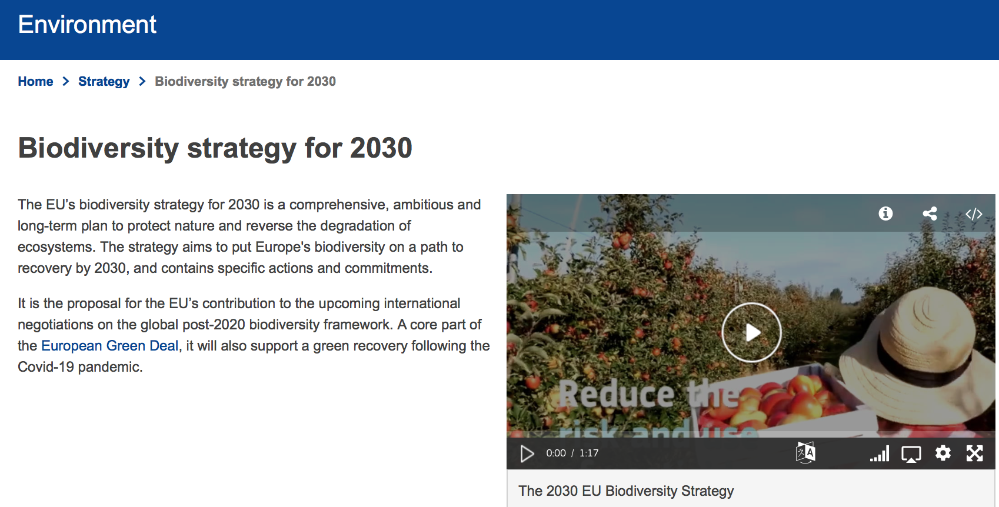 Environment
Home > Strategy > Biodiversity strategy for 2030
Biodiversity strategy for 2030
The EU’s biodiversity strategy for 2030 is a comprehensive, ambitious and
long-term plan to protect nature and reverse the degradation of
ecosystems. The strategy aims to put Europe's biodiversity on a path to
recovery by 2030, and contains specific actions and commitments.
It is the proposal for the EU’s contribution to the upcoming international
negotiations on the global post-2020 biodiversity framework. A core part of
the European Green Deal, it will also support a green recovery following the
Covid-19 pandemic.
Reduce the
risk and use
0:00 / 1:17
The 2030 EU Biodiversity Strategy